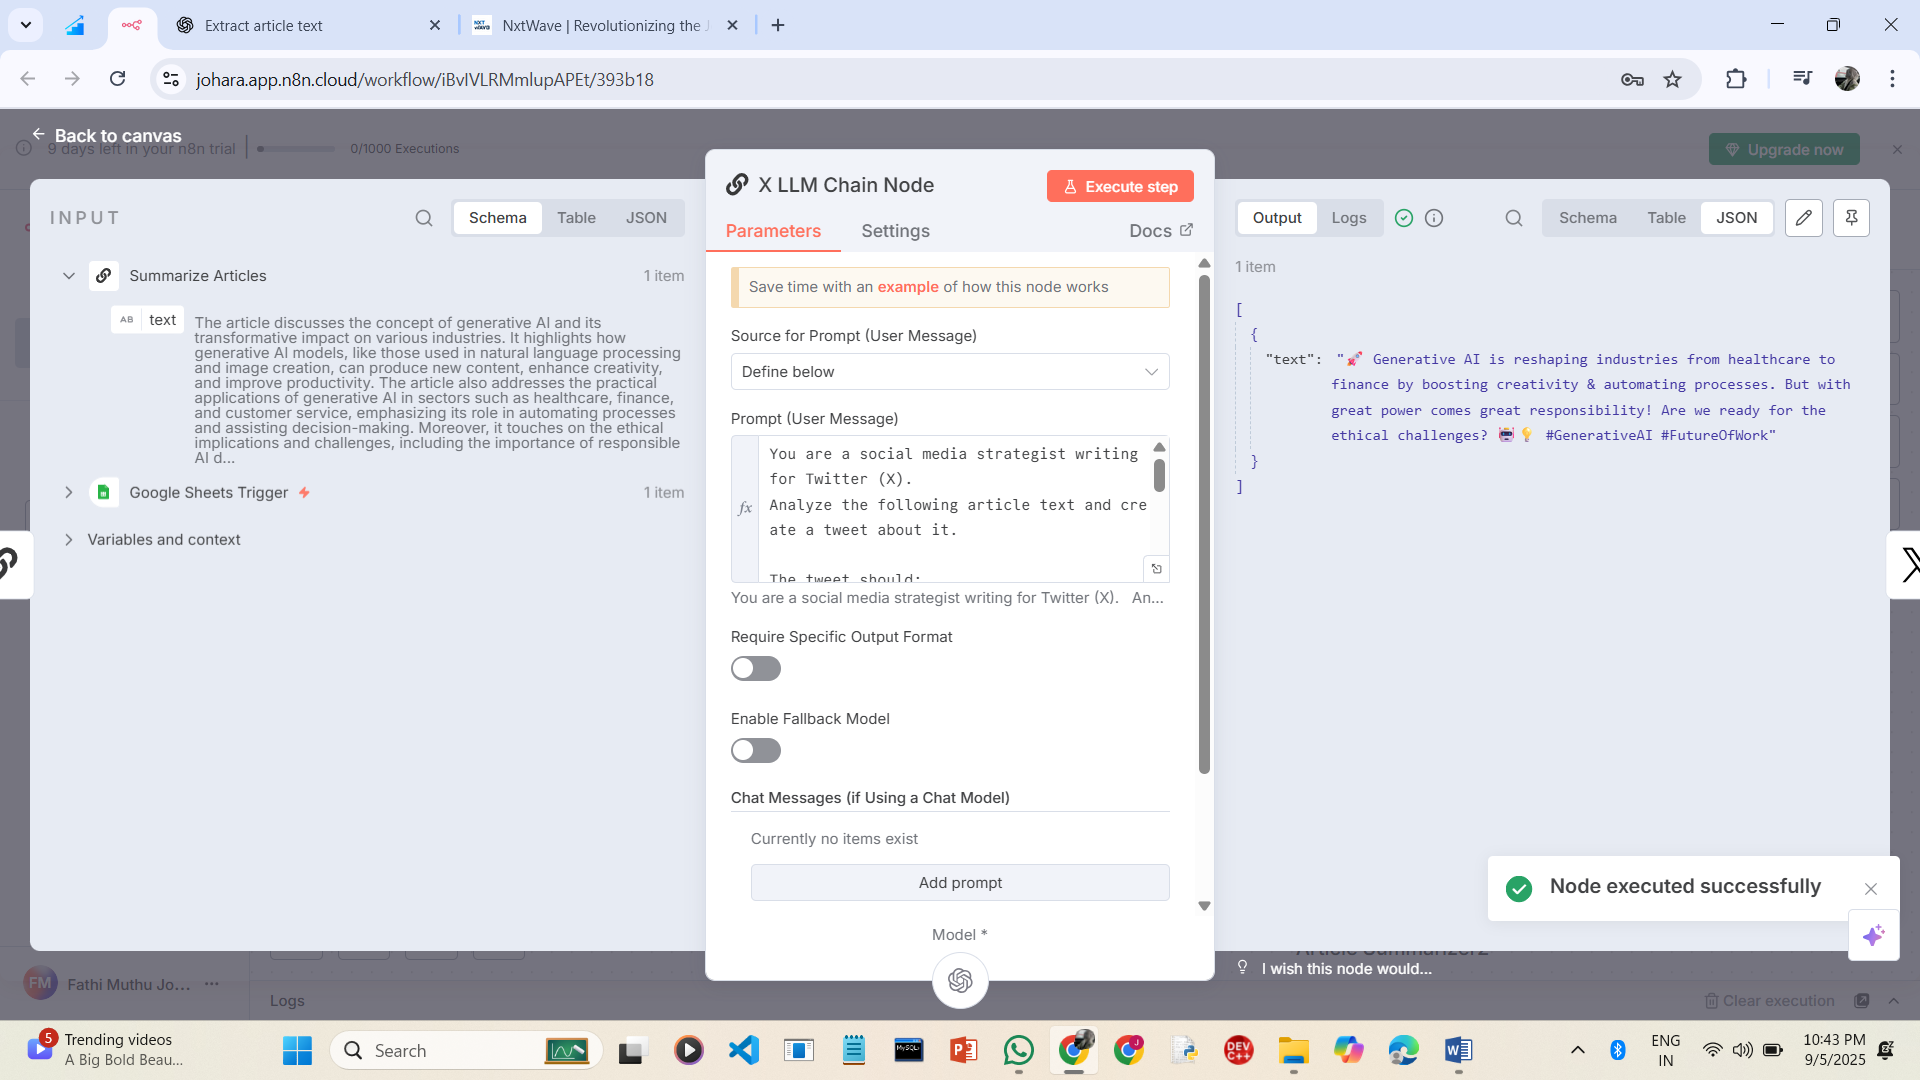 Extract article text
NxtWave | Revolutionizing the
johara.app.n8n.cloud/workflow/iBvIVLRMmlupAPEt/393b18
Back to canvas
9 days left in your n8n trial
0/1000 Executions
Upgrade now
INPUT
Schema
Table
JSON
Summarize Articles
1 item
AB
text
The article discusses the concept of generative AI and its
transformative impact on various industries. It highlights how
generative AI models, like those used in natural language processing
and image creation, can produce new content, enhance creativity,
and improve productivity. The article also addresses the practical
applications of generative AI in sectors such as healthcare, finance,
and customer service, emphasizing its role in automating processes
and assisting decision-making. Moreover, it touches on the ethical
implications and challenges, including the importance of responsible
AI d...
Google Sheets Trigger
1 item
Variables and context
X LLM Chain Node
Execute step
Parameters
Settings
Docs
Save time with an example of how this node works
Source for Prompt (User Message)
Define below
Prompt (User Message)
fx
You are a social media strategist writing
for Twitter (X).
Analyze the following article text and cre
ate a tweet about it.
The tweet should:
You are a social media strategist writing for Twitter (X). An...
Require Specific Output Format
Enable Fallback Model
Chat Messages (if Using a Chat Model)
Currently no items exist
Add prompt
Model *
Output
Logs
Schema
Table
JSON
1 item
[
{
"text": "🚀 Generative AI is reshaping industries from healthcare to
finance by boosting creativity & automating processes. But with
great power comes great responsibility! Are we ready for the
ethical challenges? 🤖💡 #GenerativeAI #FutureOfWork"
}
]
Node executed successfully
I wish this node would...
FM
Fathi Muthu Jo...
Logs
Clear execution
5
Trending videos
A Big Bold Beau...
Search
MySQL
DEV
C++
ENG
IN
10:43 PM
9/5/2025